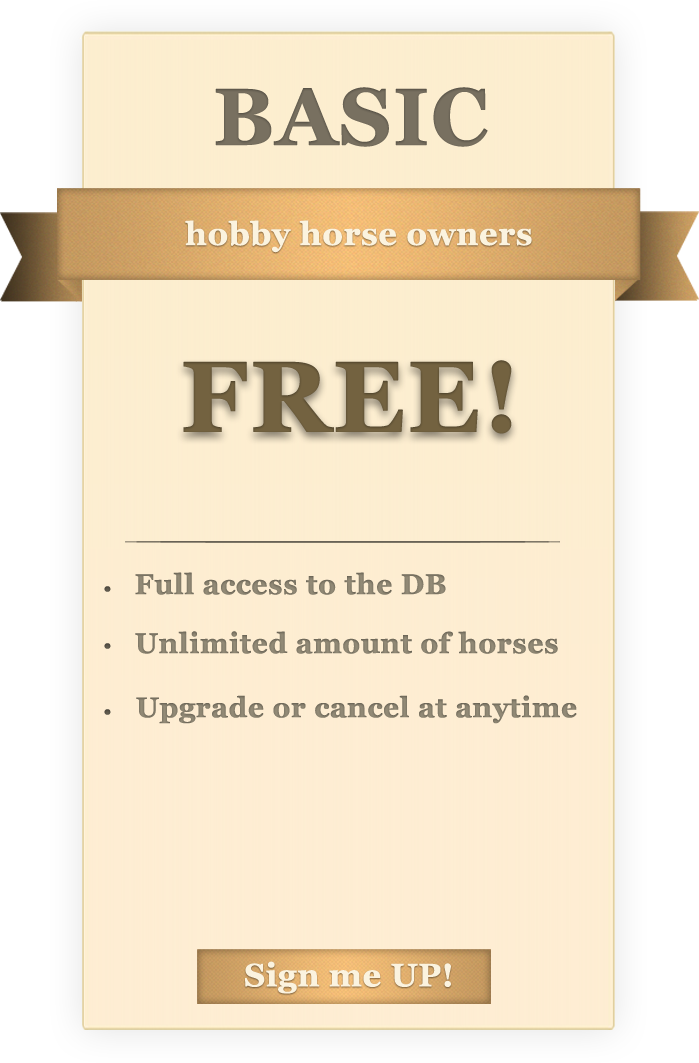 BASIC
hobby horse owners
FREE!
• Full access to the DB
• Unlimited amount of horses
• Upgrade or cancel at anytime
Sign me UP!